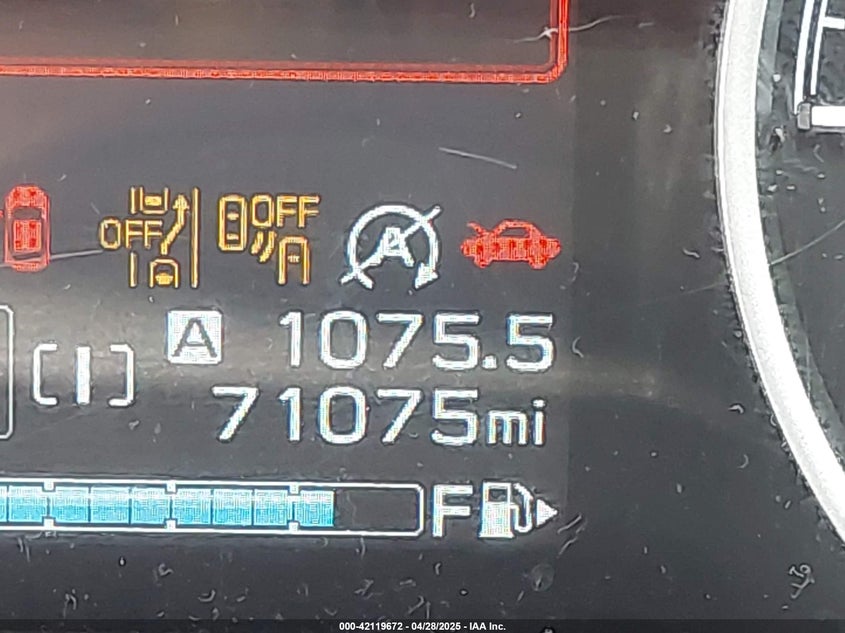 OFF OFF A
A 1075.5
[I]
71075mi
F
000-42119672 - 04/28/2025 - IAA Inc.